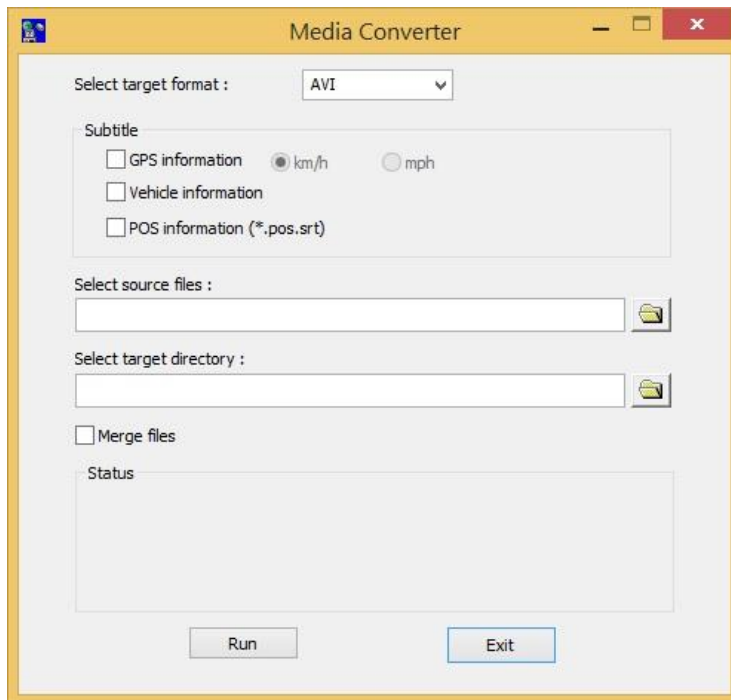 Media Converter
Select target format :
AVI
Subtitle
GPS information km/h mph
Vehicle information
POS information (*.pos.srt)
Select source files :
Select target directory :
Merge files
Status
Run Exit